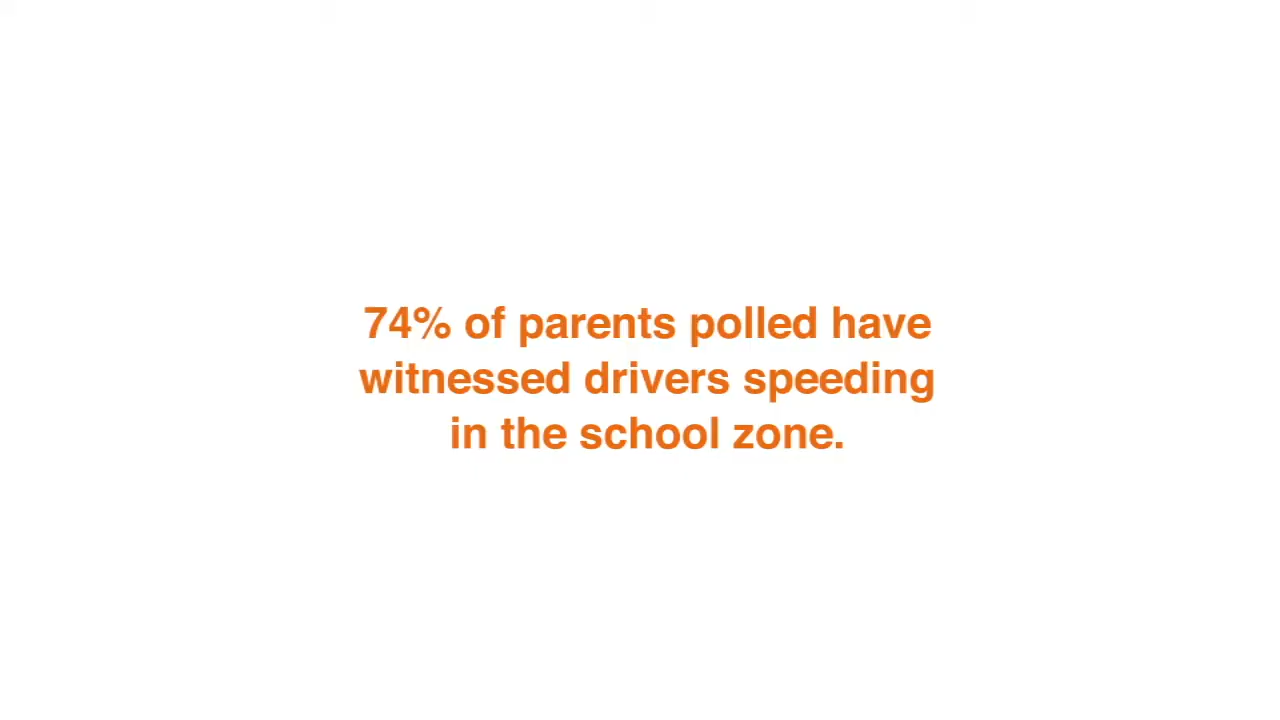 74% of parents polled have
witnessed drivers speeding
in the school zone.